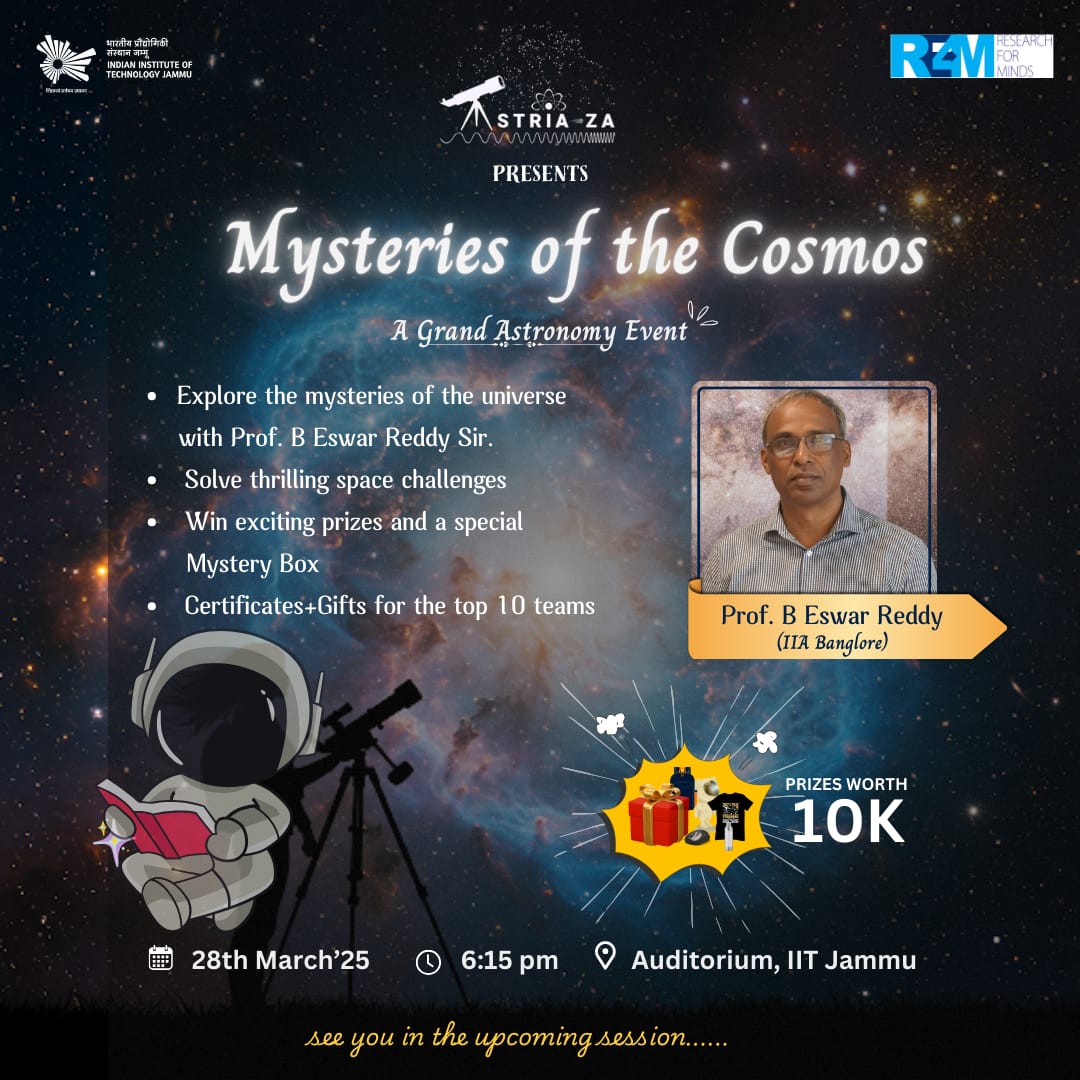 भारतीय प्रौद्योगिकी
संस्थान जम्मू
INDIAN INSTITUTE OF
TECHNOLOGY JAMMU
R4M
RESEARCH
FOR
MINDS
ASTRIA-ZA
PRESENTS
Mysteries of the Cosmos
A Grand Astronomy Event
• Explore the mysteries of the universe
with Prof. B Eswar Reddy Sir.
• Solve thrilling space challenges
• Win exciting prizes and a special
Mystery Box
• Certificates+Gifts for the top 10 teams
Prof. B Eswar Reddy
(IIA Banglore)
PRIZES WORTH
10K
28th March’25
6:15 pm
Auditorium, IIT Jammu
see you in the upcoming session......